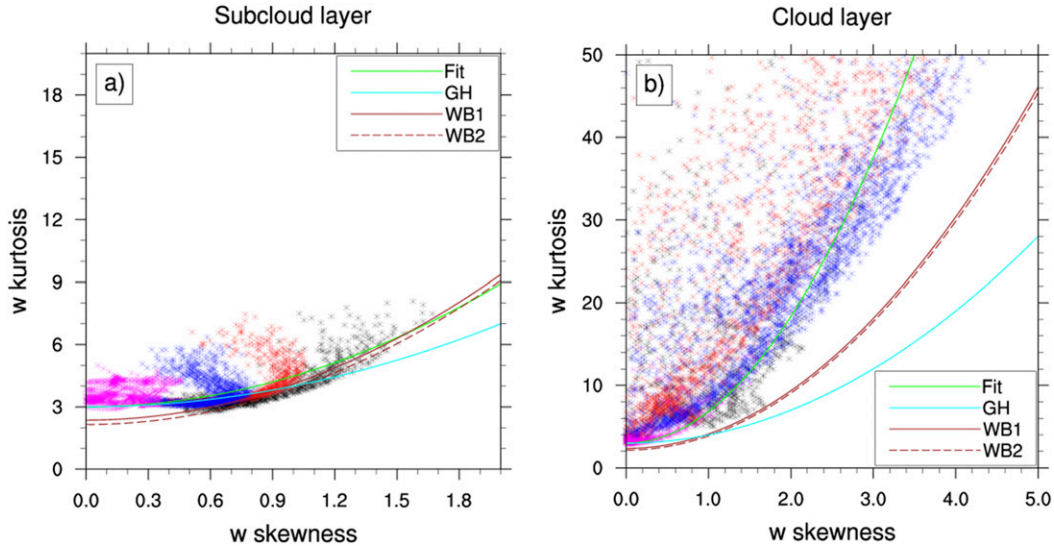 Subcloud layer
Cloud layer
a)
Fit
GH
WB1
WB2
18
15
12
9
6
3
0
w kurtosis
0.0 0.3 0.6 0.9 1.2 1.5 1.8
w skewness
b)
50
40
30
20
10
0
w kurtosis
Fit
GH
WB1
WB2
0.0 1.0 2.0 3.0 4.0 5.0
w skewness